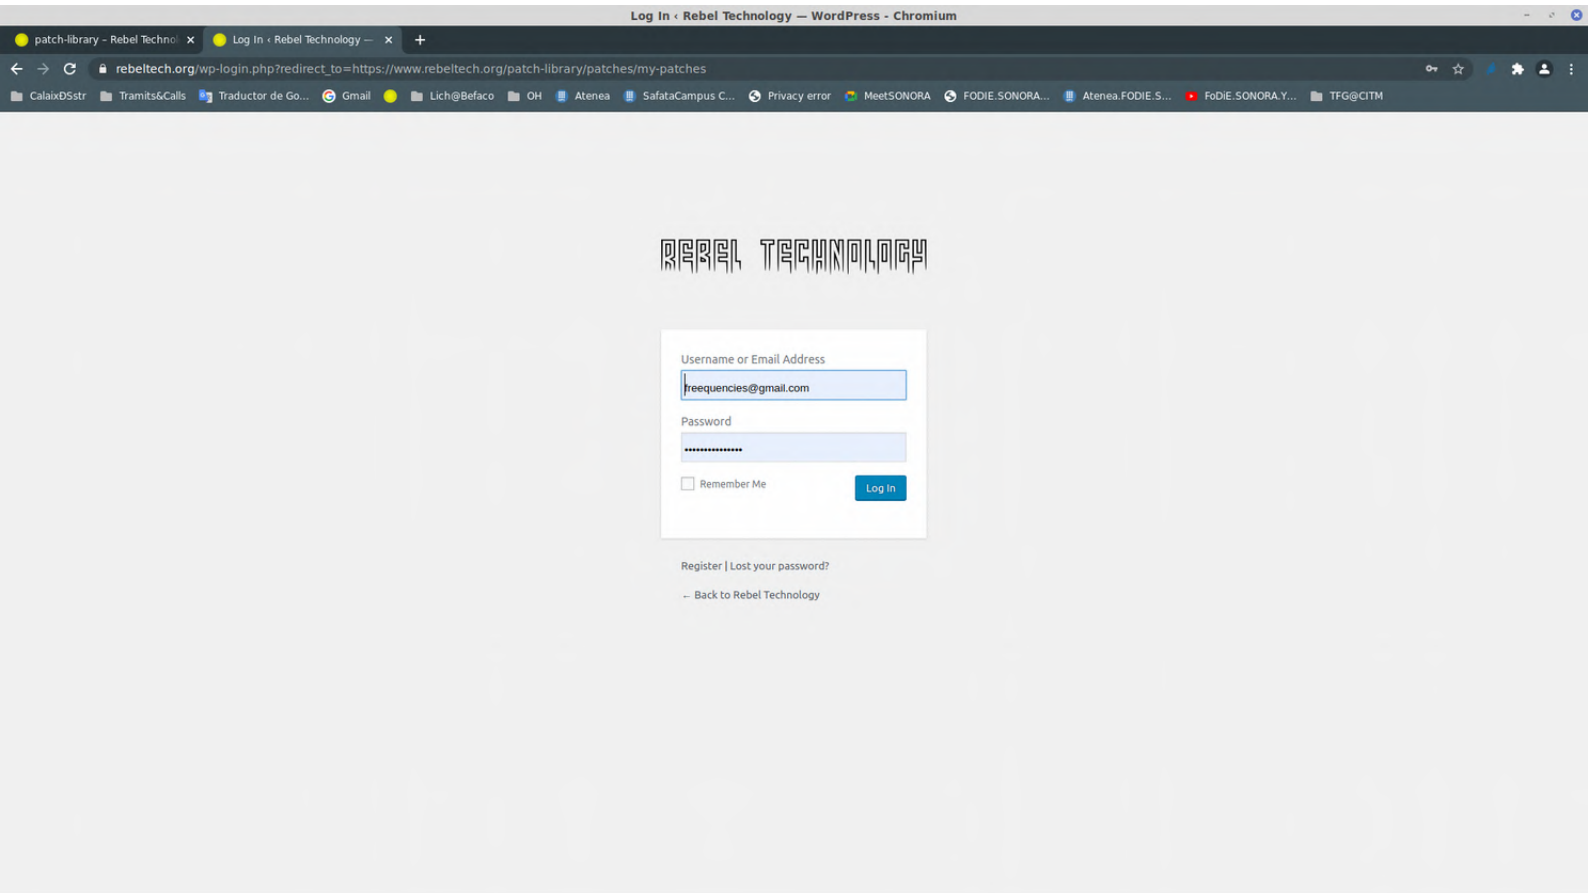 Log In ‹ Rebel Technology — WordPress - Chromium
patch-library – Rebel Technol
Log In ‹ Rebel Technology —
rebeltech.org/wp-login.php?redirect_to=https://www.rebeltech.org/patch-library/patches/my-patches
CalaixÐSstr Tramits&Calls Traductor de Go... Gmail Lich@Befaco OH Atenea SafataCampus C... Privacy error MeetSONORA FODIE.SONORA... Atenea.FODIE.S... FoDiE.SONORA.Y... TFG@CITM
REBEL TECHNOLOGY
Username or Email Address
freequencies@gmail.com
Password
Remember Me
Log In
Register | Lost your password?
← Back to Rebel Technology